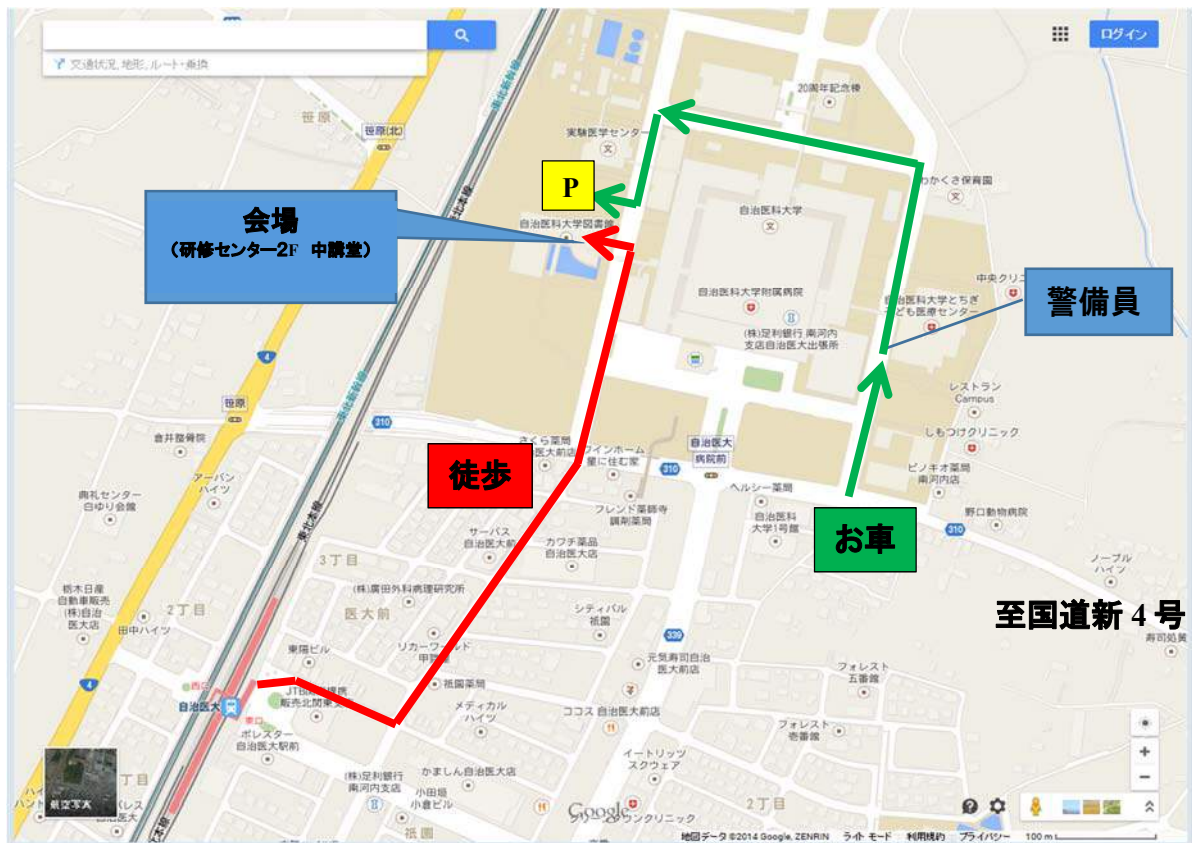 ログイン
交通状況, 地形, ルート・乗換
東北新幹線
20周年記念棟
笹原
笹原(北)
実験医学センター
わかくさ保育園
P
自治医科大学
会場
(研修センター2F 中講堂)
自治医科大学図書館
東北本線
中央クリニ
自治医科大学附属病院
自治医科大学とちぎ
子ども医療センター
警備員
(株)足利銀行 南河内
支店自治医大出張所
4
東北新幹線
レストラン
Campus
笹原
310
しもつけクリニック
倉井整骨院
さくら薬局
自治医大前店
ワインホーム
星に住む家
自治医大
病院前
310
ピノキオ薬局
南河内店
徒歩
アーバン
ハイツ
ヘルシー薬局
典礼センター
白ゆり会館
フレンド薬師寺
調剤薬局
自治医科
大学1号館
野口動物病院
310
東北本線
サーパス
自治医大前
カワチ薬品
自治医大店
お車
3丁目
ノーブル
ハイツ
(株)廣田外科病理研究所
栃木日産
自動車販売
(株)自治
医大店
2丁目
医大前
シティパル
祇園
至国道新4号
田中ハイツ
339
寿司処翼
東陽ビル
リカーワールド
元気寿司自治
医大前店
フォレスト
五番館
4
西口
祇園薬局
自治医大
東口
メディカル
ハイツ
ココス 自治医大前店
ポレスター
自治医大駅前
フォレスト
壱番館
イートリッツ
スクウェア
(株)足利銀行
南河内支店
かましん自治医大店
小田垣
小倉ビル
丁目
2丁目
航空写真
Google
祇園
地図データ ©2014 Google, ZENRIN ライト モード 利用規約 プライバシー 100 m